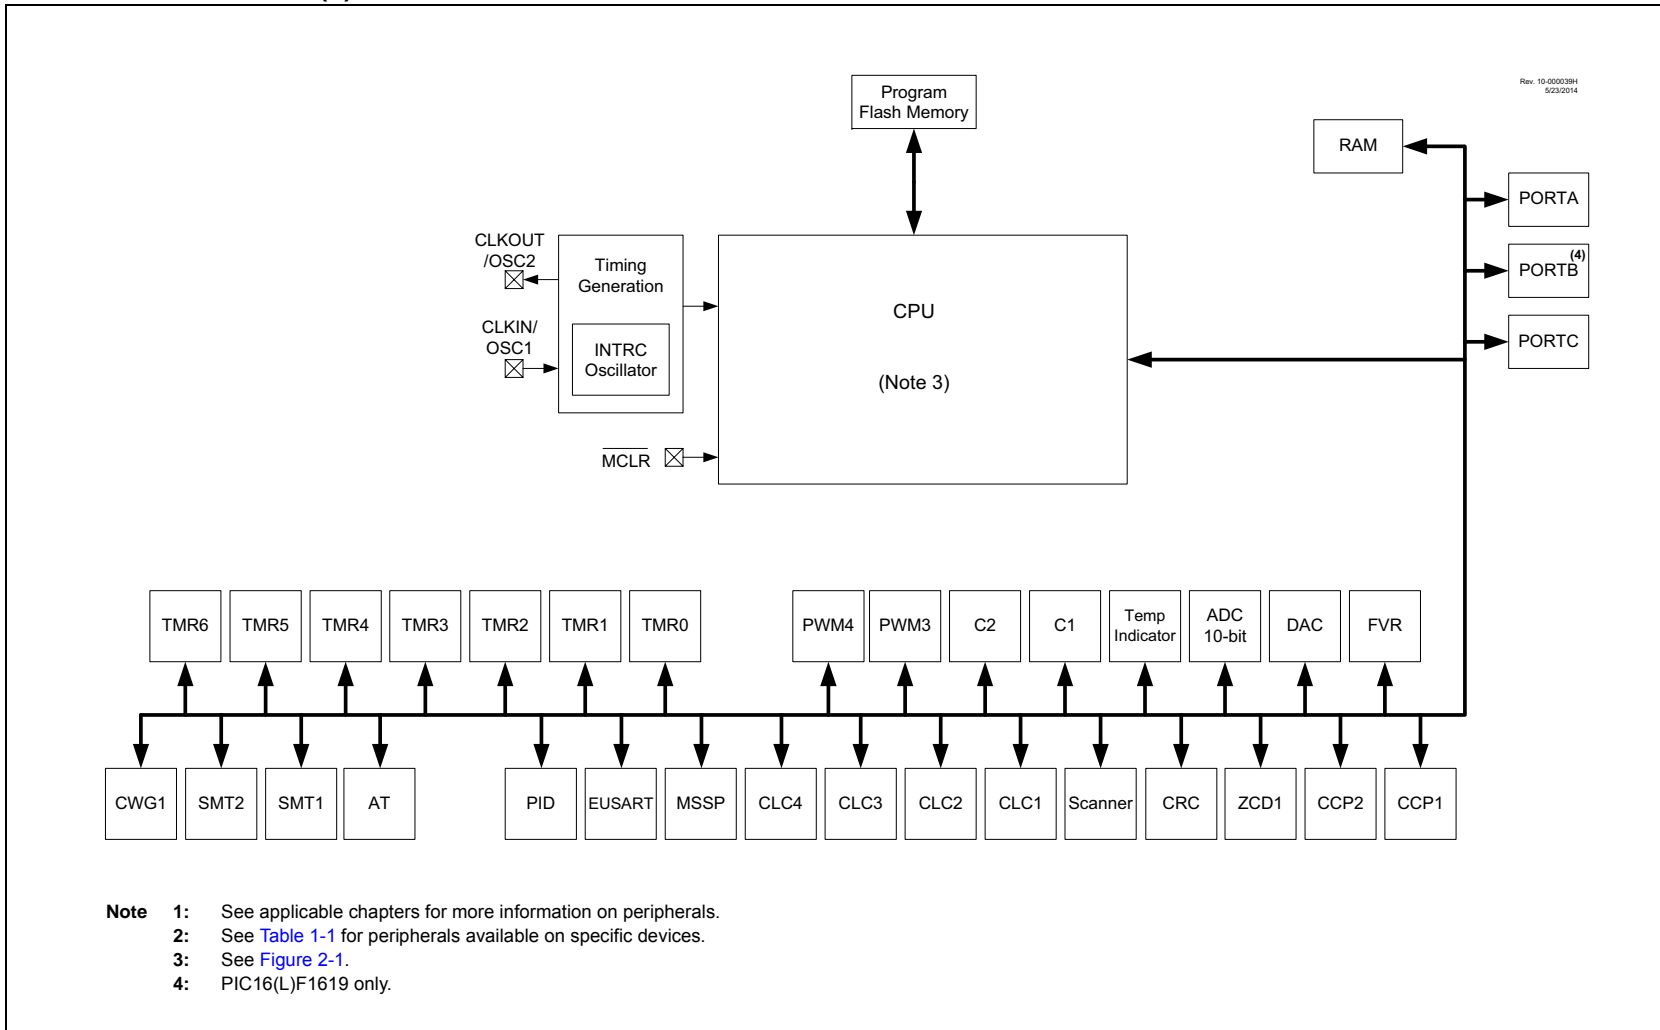 Rev. 10-000039H
5/23/2014
Program
Flash Memory
RAM
PORTA
PORTB(4)
PORTC
CLKOUT
/OSC2
Timing
Generation
CLKIN/
OSC1
INTRC
Oscillator
MCLR
CPU
(Note 3)
TMR6
TMR5
TMR4
TMR3
TMR2
TMR1
TMR0
PWM4
PWM3
C2
C1
Temp
Indicator
ADC
10-bit
DAC
FVR
CWG1
SMT2
SMT1
AT
PID
EUSART
MSSP
CLC4
CLC3
CLC2
CLC1
Scanner
CRC
ZCD1
CCP2
CCP1
Note 1: See applicable chapters for more information on peripherals.
2: See Table 1-1 for peripherals available on specific devices.
3: See Figure 2-1.
4: PIC16(L)F1619 only.